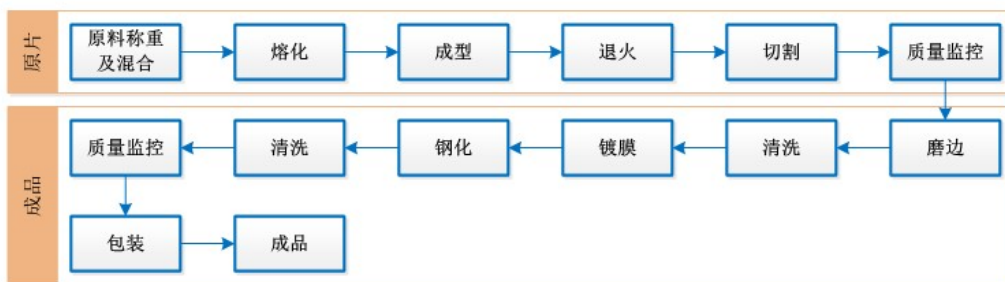 原片
原料称重
及混合
熔化
成型
退火
切割
质量监控
成品
质量监控
清洗
钢化
镀膜
清洗
磨边
包装
成品